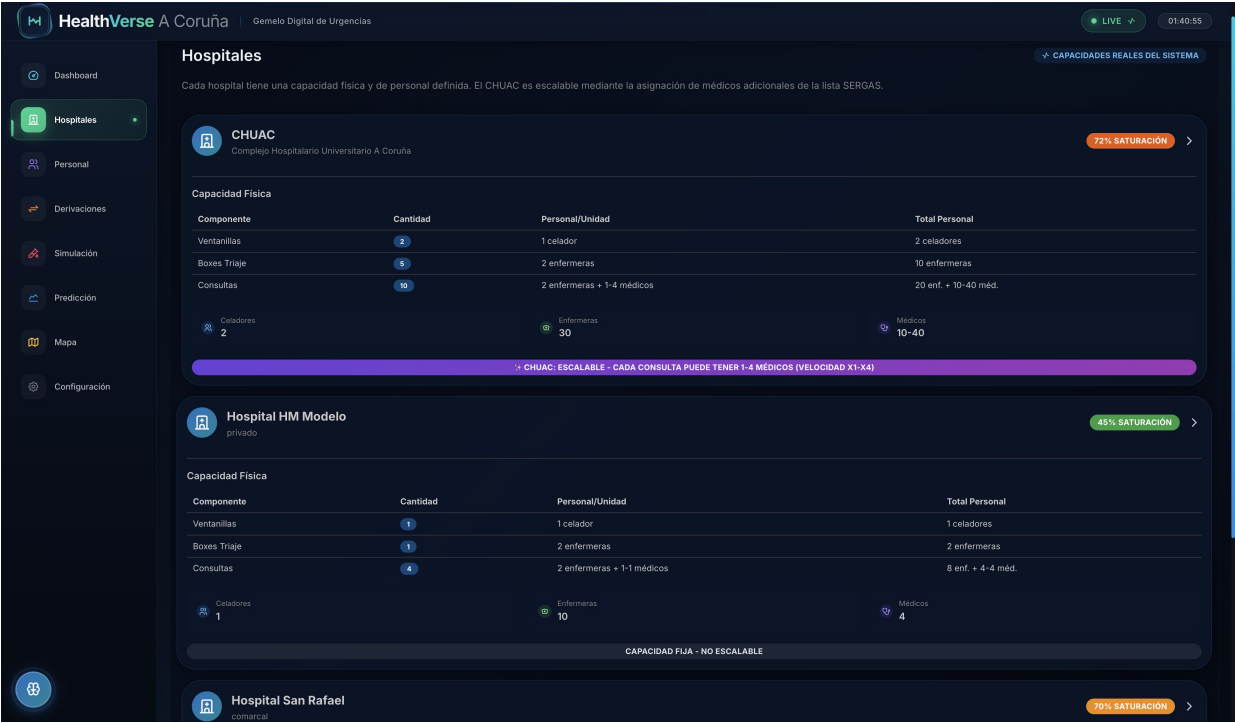 HealthVerse A Coruña Gemelo Digital de Urgencias LIVE 01:40:55
Dashboard
Hospitales
Personal
Derivaciones
Simulación
Predicción
Mapa
Configuración
Hospitales CAPACIDADES REALES DEL SISTEMA
Cada hospital tiene una capacidad física y de personal definida. El CHUAC es escalable mediante la asignación de médicos adicionales de la lista SERGAS.
CHUAC 72% SATURACIÓN
Complejo Hospitalario Universitario A Coruña
Capacidad Física
Componente Cantidad Personal/Unidad Total Personal
Ventanillas 2 1 celador 2 celadores
Boxes Triaje 5 2 enfermeras 10 enfermeras
Consultas 10 2 enfermeras + 1-4 médicos 20 enf. + 10-40 méd.
Celadores Enfermeras Médicos
2 30 10-40
CHUAC: ESCALABLE - CADA CONSULTA PUEDE TENER 1-4 MÉDICOS (VELOCIDAD X1-X4)
Hospital HM Modelo 45% SATURACIÓN
privado
Capacidad Física
Componente Cantidad Personal/Unidad Total Personal
Ventanillas 1 1 celador 1 celadores
Boxes Triaje 1 2 enfermeras 2 enfermeras
Consultas 4 2 enfermeras + 1-1 médicos 8 enf. + 4-4 méd.
Celadores Enfermeras Médicos
1 10 4
CAPACIDAD FIJA - NO ESCALABLE
Hospital San Rafael 70% SATURACIÓN
comarcal